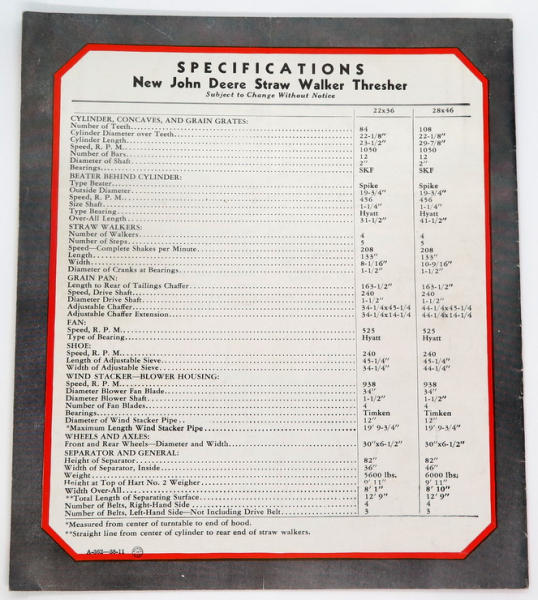 SPECIFICATIONS
New John Deere Straw Walker Thresher
Subject to Change Without Notice
22x36 28x46
CYLINDER, CONCAVES, AND GRAIN GRATES:
Number of Teeth 84 108
Cylinder Diameter over Teeth 22-1/8" 22-1/8"
Cylinder Length 23-1/2" 29-7/8"
Speed, R. P. M. 1050 1050
Number of Bars 12 12
Diameter of Shaft 2" 2"
Bearings SKF SKF
BEATER BEHIND CYLINDER:
Type Beater Spike Spike
Outside Diameter 19-3/4" 19-3/4"
Speed, R. P. M. 456 456
Size Shaft 1-1/4" 1-1/4"
Type Bearing Hyatt Hyatt
Over-All Length 31-1/2" 41-1/2"
STRAW WALKERS:
Number of Walkers 4 4
Number of Steps 5 5
Speed—Complete Shakes per Minute 208 208
Length 133" 133"
Width 8-1/16" 10-9/16"
Diameter of Cranks at Bearings 1-1/2" 1-1/2"
GRAIN PAN:
Length to Rear of Tailings Chaffer 163-1/2" 163-1/2"
Speed, Drive Shaft 240 240
Diameter Drive Shaft 1-1/2" 1-1/2"
Adjustable Chaffer 34-1/4x45-1/4 44-1/4x45-1/4
Adjustable Chaffer Extension 34-1/4x14-1/4 44-1/4x14-1/4
FAN:
Speed, R. P. M. 525 525
Type of Bearing Hyatt Hyatt
SHOE:
Speed, R. P. M. 240 240
Length of Adjustable Sieve 45-1/4" 45-1/4"
Width of Adjustable Sieve 34-1/4" 44-1/4"
WIND STACKER—BLOWER HOUSING:
Speed, R. P. M. 938 938
Diameter Blower Fan Blade 34" 34"
Diameter Blower Shaft 1-1/2" 1-1/2"
Number of Fan Blades 4 4
Bearings Timken Timken
Diameter of Wind Stacker Pipe 12" 12"
*Maximum Length Wind Stacker Pipe 19' 9-3/4" 19' 9-3/4"
WHEELS AND AXLES:
Front and Rear Wheels—Diameter and Width 30"x6-1/2" 30"x6-1/2"
SEPARATOR AND GENERAL:
Height of Separator 82" 82"
Width of Separator, Inside 36" 46"
Weight 5600 lbs. 6000 lbs.
Height at Top of Hart No. 2 Weigher 9' 11" 9' 11"
Width Over-All 8' 1" 8' 10"
**Total Length of Separating Surface 12' 9" 12' 9"
Number of Belts, Right-Hand Side 4 4
Number of Belts, Left-Hand Side—Not Including Drive Belt 3 3
*Measured from center of turntable to end of hood.
**Straight line from center of cylinder to rear end of straw walkers.